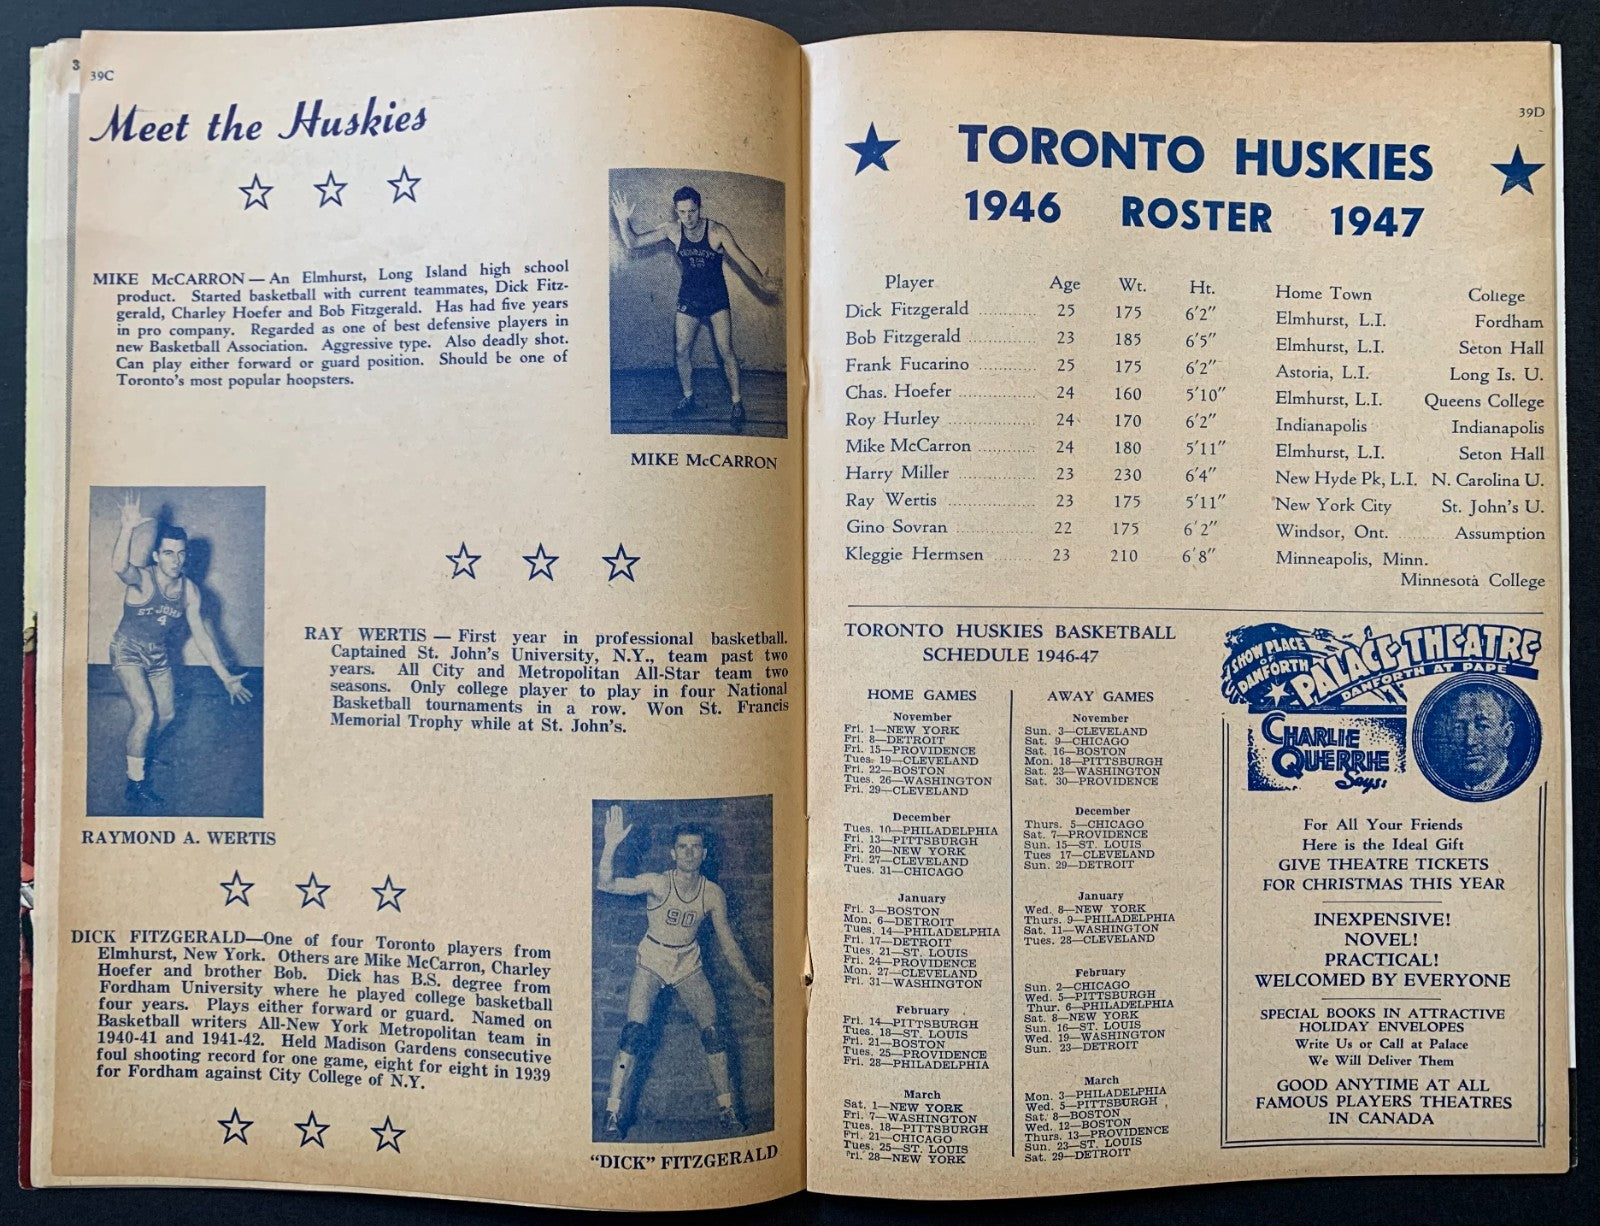 3
39C
Meet the Huskies
MIKE McCARRON — An Elmhurst, Long Island high school
product. Started basketball with current teammates, Dick Fitz-
gerald, Charley Hoefer and Bob Fitzgerald. Has had five years
in pro company. Regarded as one of best defensive players in
new Basketball Association. Aggressive type. Also deadly shot.
Can play either forward or guard position. Should be one of
Toronto's most popular hoopsters.
MIKE McCARRON
ST. JOHN
4
RAYMOND A. WERTIS
RAY WERTIS — First year in professional basketball.
Captained St. John's University, N.Y., team past two
years. All City and Metropolitan All-Star team two
seasons. Only college player to play in four National
Basketball tournaments in a row. Won St. Francis
Memorial Trophy while at St. John's.
DICK FITZGERALD—One of four Toronto players from
Elmhurst, New York. Others are Mike McCarron, Charley
Hoefer and brother Bob. Dick has B.S. degree from
Fordham University where he played college basketball
four years. Plays either forward or guard. Named on
Basketball writers All-New York Metropolitan team in
1940-41 and 1941-42. Held Madison Gardens consecutive
foul shooting record for one game, eight for eight in 1939
for Fordham against City College of N.Y.
90
"DICK" FITZGERALD
39D
TORONTO HUSKIES
1946 ROSTER 1947
Player Age Wt. Ht. Home Town College
Dick Fitzgerald 25 175 6'2" Elmhurst, L.I. Fordham
Bob Fitzgerald 23 185 6'5" Elmhurst, L.I. Seton Hall
Frank Fucarino 25 175 6'2" Astoria, L.I. Long Is. U.
Chas. Hoefer 24 160 5'10" Elmhurst, L.I. Queens College
Roy Hurley 24 170 6'2" Indianapolis Indianapolis
Mike McCarron 24 180 5'11" Elmhurst, L.I. Seton Hall
Harry Miller 23 230 6'4" New Hyde Pk, L.I. N. Carolina U.
Ray Wertis 23 175 5'11" New York City St. John's U.
Gino Sovran 22 175 6'2" Windsor, Ont. Assumption
Kleggie Hermsen 23 210 6'8" Minneapolis, Minn.
Minnesota College
TORONTO HUSKIES BASKETBALL
SCHEDULE 1946-47
HOME GAMES
November
Fri. 1—NEW YORK
Fri. 8—DETROIT
Fri. 15—PROVIDENCE
Tues. 19—CLEVELAND
Fri. 22—BOSTON
Tues. 26—WASHINGTON
Fri. 29—CLEVELAND
December
Tues. 10—PHILADELPHIA
Fri. 13—PITTSBURGH
Fri. 20—NEW YORK
Fri. 27—CLEVELAND
Tues. 31—CHICAGO
January
Fri. 3—BOSTON
Mon. 6—DETROIT
Tues. 14—PHILADELPHIA
Fri. 17—DETROIT
Tues. 21—ST. LOUIS
Fri. 24—PROVIDENCE
Mon. 27—CLEVELAND
Fri. 31—WASHINGTON
February
Fri. 14—PITTSBURGH
Tues. 18—ST. LOUIS
Fri. 21—BOSTON
Tues. 25—PROVIDENCE
Fri. 28—PHILADELPHIA
March
Sat. 1—NEW YORK
Fri. 7—WASHINGTON
Tues. 18—PITTSBURGH
Fri. 21—CHICAGO
Tues. 25—ST. LOUIS
Fri. 28—NEW YORK
AWAY GAMES
November
Sun. 3—CLEVELAND
Sat. 9—CHICAGO
Sat. 16—BOSTON
Mon. 18—PITTSBURGH
Sat. 23—WASHINGTON
Sat. 30—PROVIDENCE
December
Thurs. 5—CHICAGO
Sat. 7—PROVIDENCE
Sun. 15—ST. LOUIS
Tues 17—CLEVELAND
Sun. 29—DETROIT
January
Wed. 8—NEW YORK
Thurs. 9—PHILADELPHIA
Sat. 11—WASHINGTON
Tues. 28—CLEVELAND
February
Sun. 2—CHICAGO
Wed. 5—PITTSBURGH
Thur. 6—PHILADELPHIA
Sat. 8—NEW YORK
Sun. 16—ST. LOUIS
Wed. 19—WASHINGTON
Sun. 23—DETROIT
March
Mon. 3—PHILADELPHIA
Wed. 5—PITTSBURGH
Sat. 8—BOSTON
Wed. 12—BOSTON
Thurs. 13—PROVIDENCE
Sun. 23—ST. LOUIS
Sat. 29—DETROIT
SHOW PLACE
OF
DANFORTH
PALACE-THEATRE
DANFORTH AT PAPE
CHARLIE
QUERRIE
Says:
For All Your Friends
Here is the Ideal Gift
GIVE THEATRE TICKETS
FOR CHRISTMAS THIS YEAR
INEXPENSIVE!
NOVEL!
PRACTICAL!
WELCOMED BY EVERYONE
SPECIAL BOOKS IN ATTRACTIVE
HOLIDAY ENVELOPES
Write Us or Call at Palace
We Will Deliver Them
GOOD ANYTIME AT ALL
FAMOUS PLAYERS THEATRES
IN CANADA